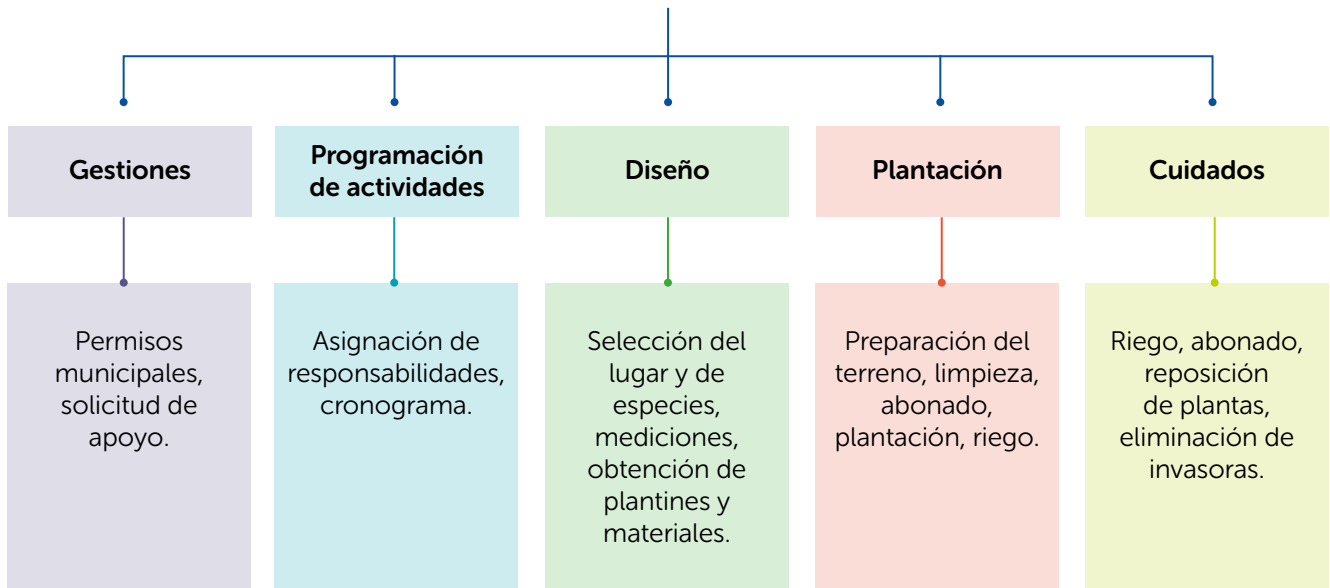 Gestiones
Programación
de actividades
Diseño
Plantación
Cuidados
Permisos
municipales,
solicitud de
apoyo.
Asignación de
responsabilidades,
cronograma.
Selección del
lugar y de
especies,
mediciones,
obtención de
plantines y
materiales.
Preparación del
terreno, limpieza,
abonado,
plantación, riego.
Riego, abonado,
reposición
de plantas,
eliminación de
invasoras.